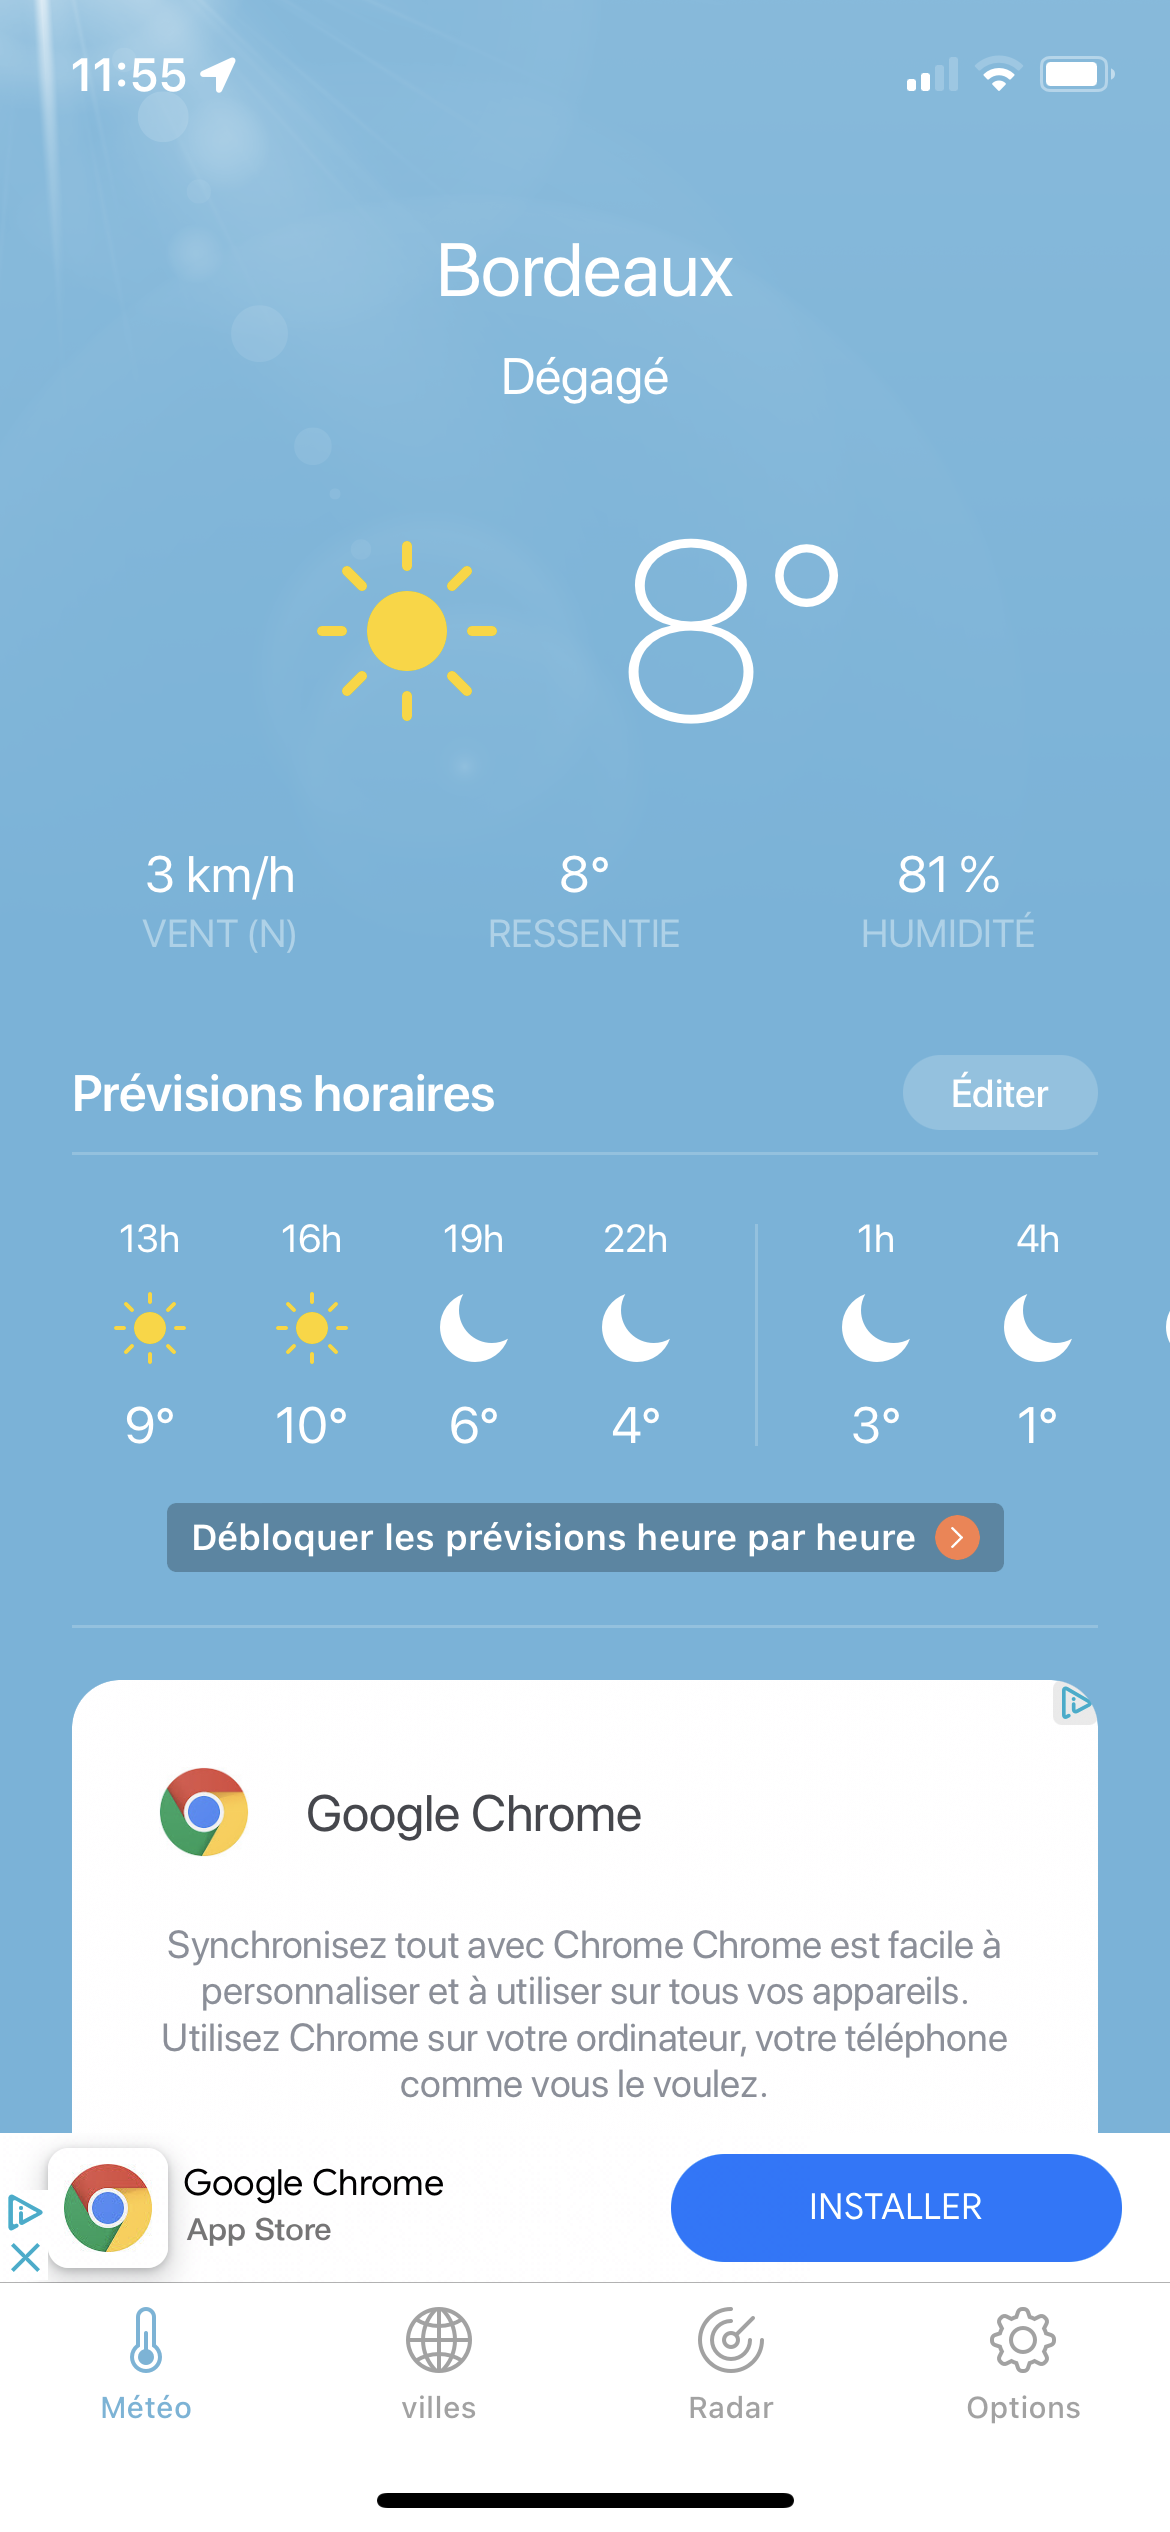 11:55
Bordeaux
Dégagé
8°
3 km/h 8° 81 %
VENT (N) RESSENTIE HUMIDITÉ
Prévisions horaires Éditer
13h 16h 19h 22h 1h 4h
9° 10° 6° 4° 3° 1°
Débloquer les prévisions heure par heure
Google Chrome
Synchronisez tout avec Chrome Chrome est facile à
personnaliser et à utiliser sur tous vos appareils.
Utilisez Chrome sur votre ordinateur, votre téléphone
comme vous le voulez.
Google Chrome
App Store
INSTALLER
Météo villes Radar Options